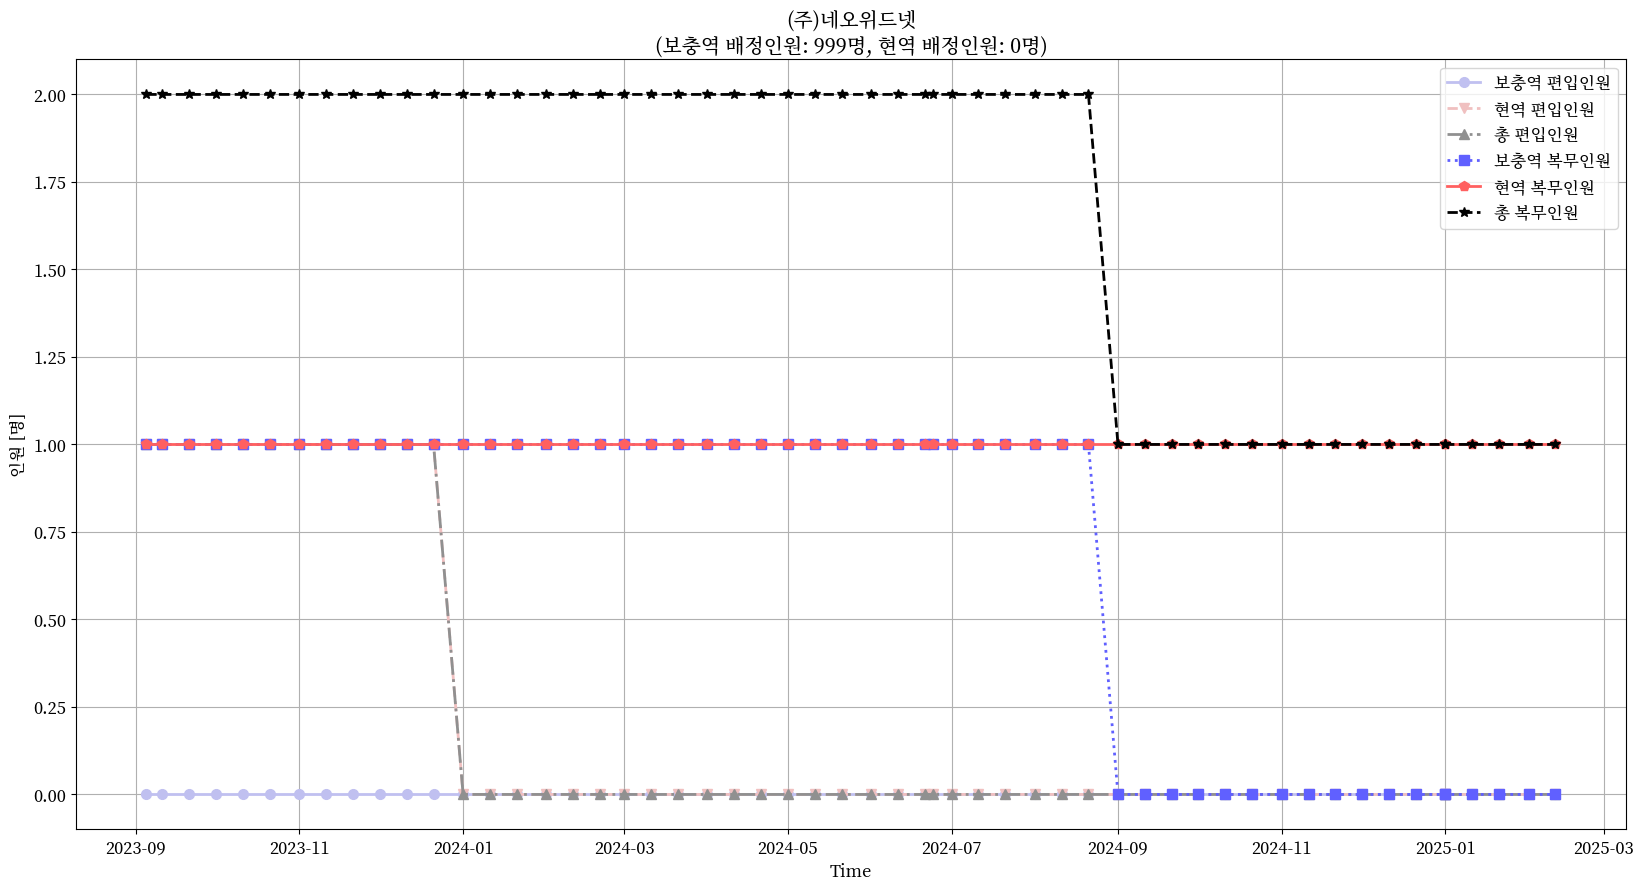 (주)네오위드넷
(보충역 배정인원: 999명, 현역 배정인원: 0명)
보충역 편입인원
현역 편입인원
총 편입인원
보충역 복무인원
현역 복무인원
총 복무인원
인원 [명]
2.00
1.75
1.50
1.25
1.00
0.75
0.50
0.25
0.00
2023-09 2023-11 2024-01 2024-03 2024-05 2024-07 2024-09 2024-11 2025-01 2025-03
Time